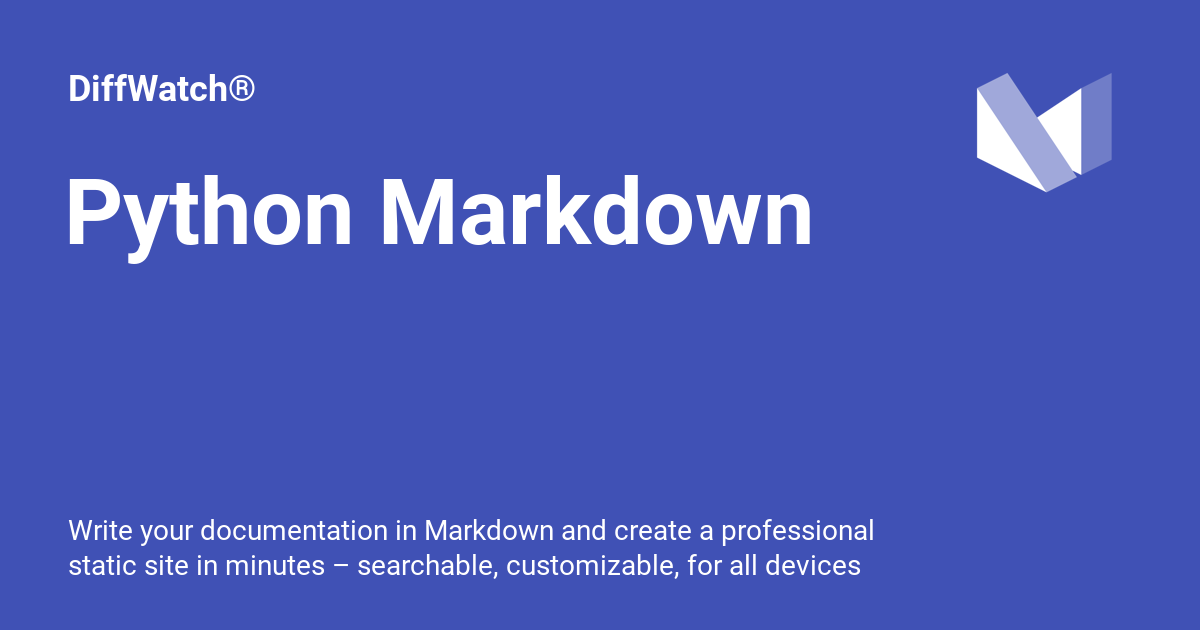 DiffWatch®
Python Markdown
Write your documentation in Markdown and create a professional
static site in minutes – searchable, customizable, for all devices